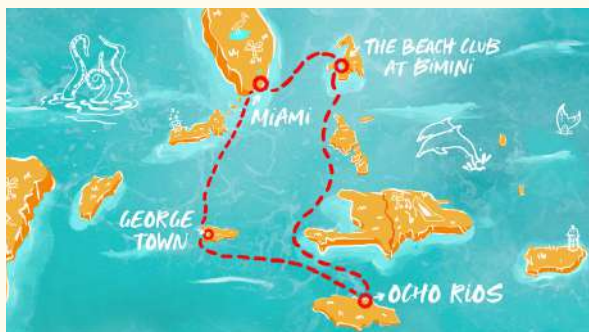 THE BEACH CLUB
AT BIMINI
MIAMI
GEORGE
TOWN
OCHO RIOS